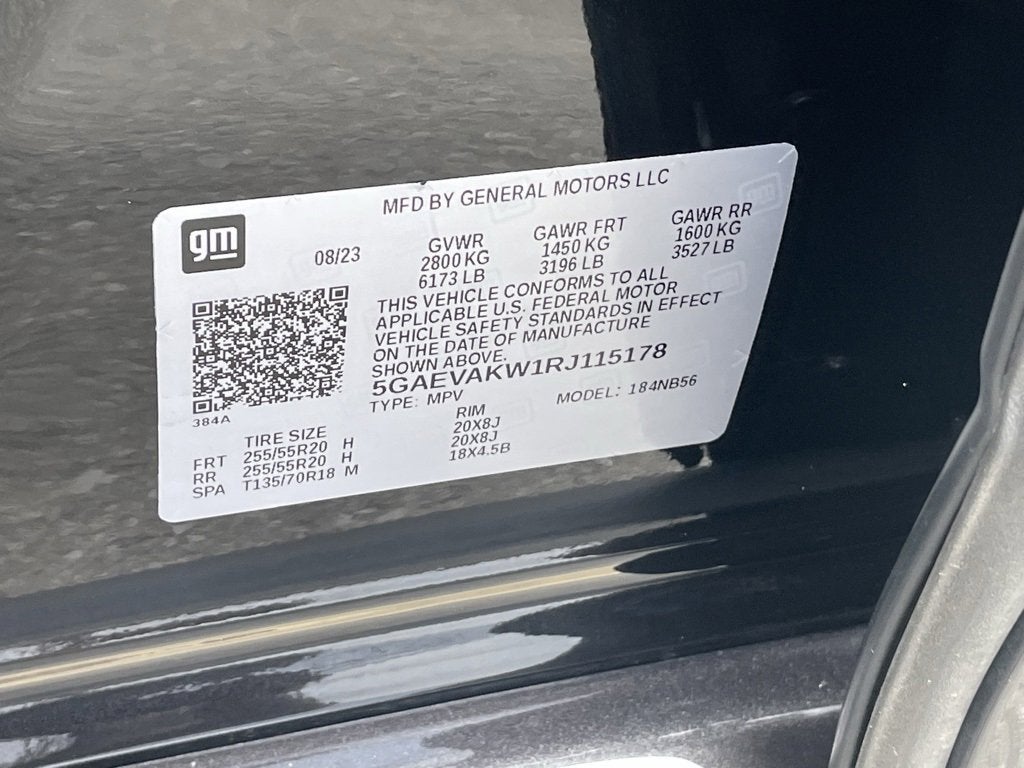 MFD BY GENERAL MOTORS LLC
gm
08/23
GVWR
2800 KG
6173 LB
GAWR FRT
1450 KG
3196 LB
GAWR RR
1600 KG
3527 LB
THIS VEHICLE CONFORMS TO ALL
APPLICABLE U.S. FEDERAL MOTOR
VEHICLE SAFETY STANDARDS IN EFFECT
ON THE DATE OF MANUFACTURE
SHOWN ABOVE.
5GAEVAKW1RJ115178
TYPE: MPV
MODEL: 184NB56
384A
TIRE SIZE RIM
FRT 255/55R20 H 20X8J
RR 255/55R20 H 20X8J
SPA T135/70R18 M 18X4.5B